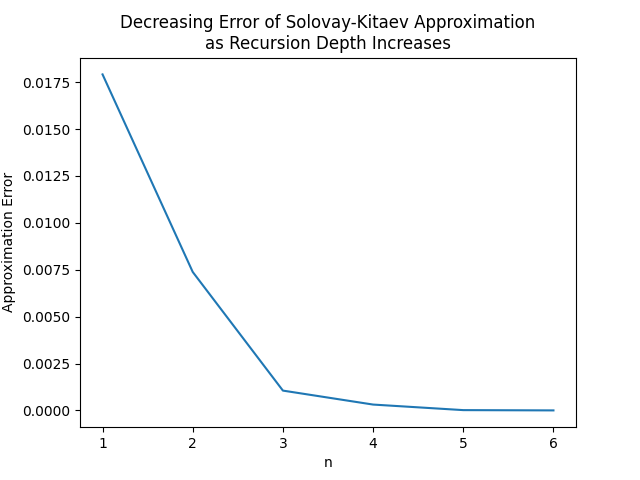 Decreasing Error of Solovay-Kitaev Approximation
as Recursion Depth Increases
Approximation Error
0.0175
0.0150
0.0125
0.0100
0.0075
0.0050
0.0025
0.0000
1 2 3 4 5 6
n